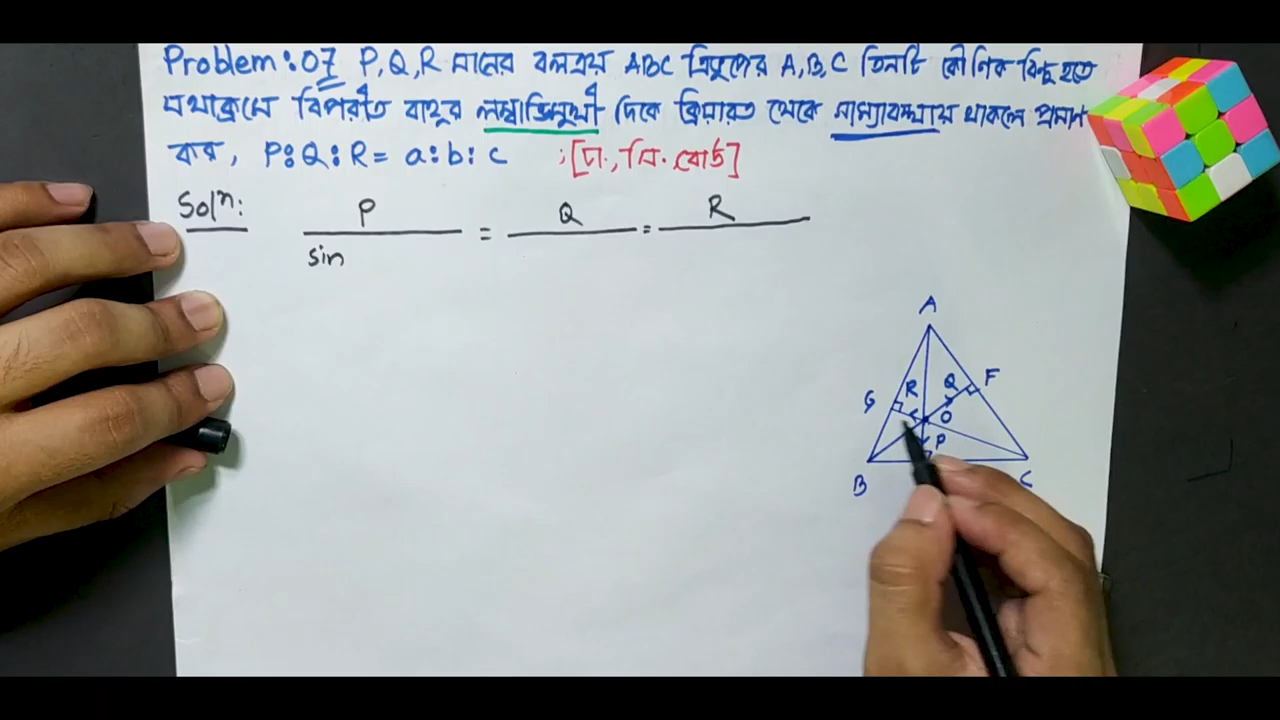 Problem: 07 P, Q, R মানের বলত্রয় ABC ত্রিভুজের A, B, C তিনটি কৌণিক বিন্দু হতে
যথাক্রমে বিপরীত বাহুর লম্বাভিমুখী দিকে ক্রিয়ারত থেকে সাম্যাবস্থায় থাকলে প্রমাণ
কর, P:Q:R = a:b:c ; [ঢা., সি. বোর্ড]
Solⁿ: P = Q = R
sin
A
G R Q F
O
P
B C